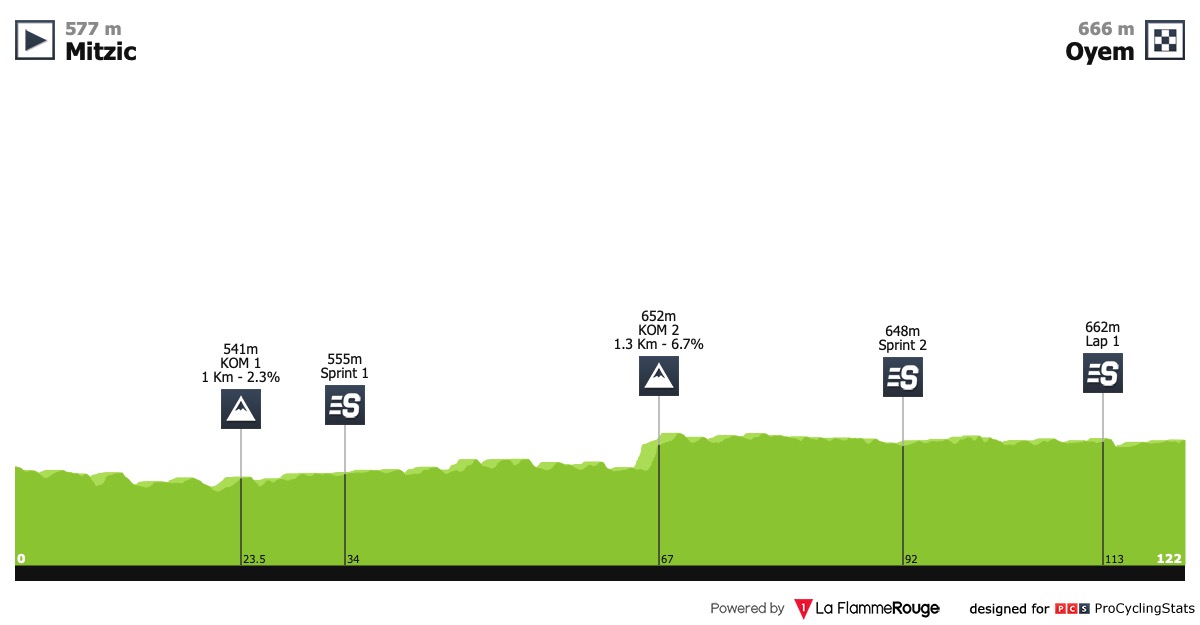 577 m
Mitzic
666 m
Oyem
541m
KOM 1
1 Km - 2.3%
555m
Sprint 1
652m
KOM 2
1.3 Km - 6.7%
648m
Sprint 2
662m
Lap 1
S
S
S
0
23.5
34
67
92
113
122
Powered by 1 La FlammeRouge designed for PCS ProCyclingStats